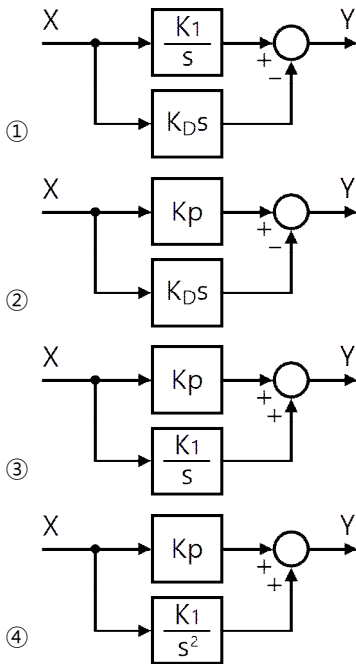 X K1 Y
s + −
① KDs
X Kp Y
+ −
② KDs
X Kp Y
+ +
③ K1
s
X Kp Y
+ +
④ K1
s²